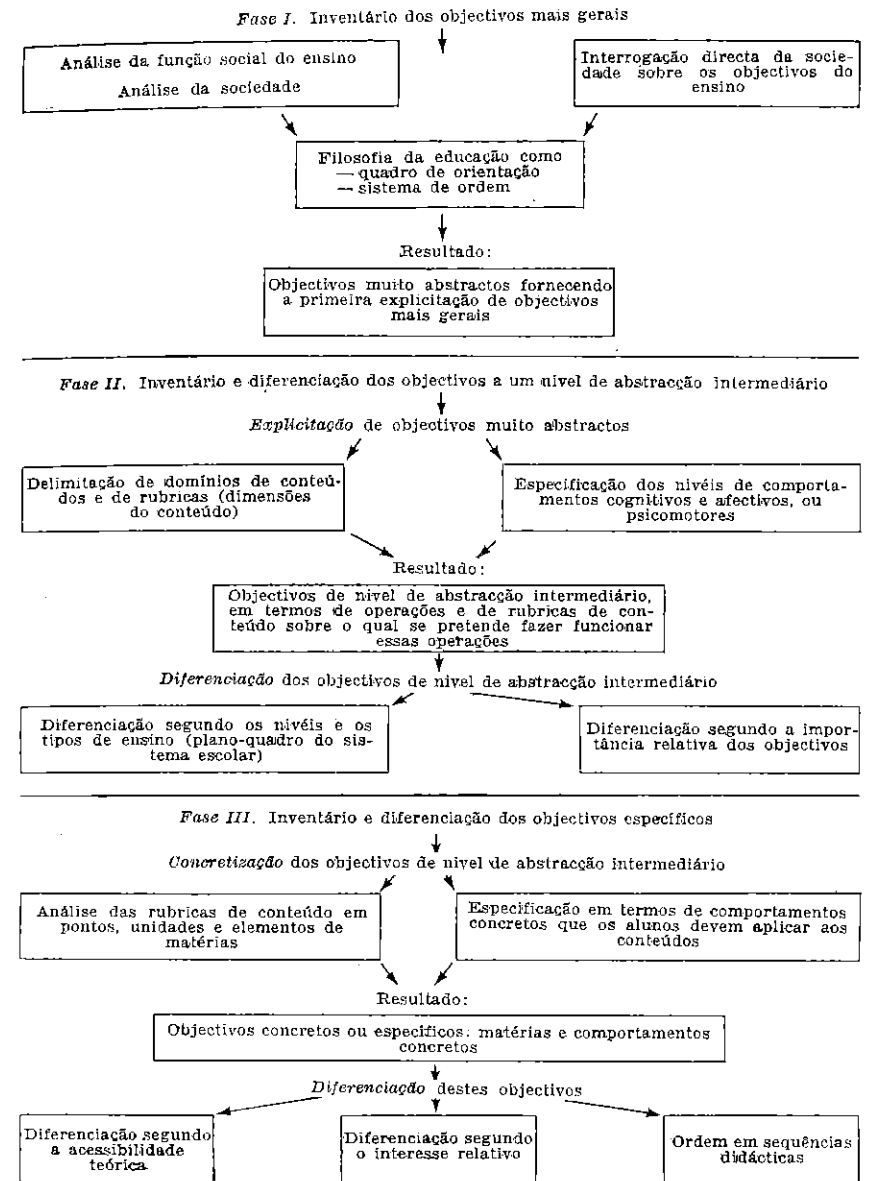 Fase I. Inventário dos objectivos mais gerais
Análise da função social do ensino
Análise da sociedade
Interrogação directa da socie-
dade sobre os objectivos do
ensino
Filosofia da educação como
— quadro de orientação
— sistema de ordem
Resultado:
Objectivos muito abstractos fornecendo
a primeira explicitação de objectivos
mais gerais
Fase II. Inventário e diferenciação dos objectivos a um nivel de abstracção intermediário
Explicitação de objectivos muito abstractos
Delimitação de domínios de conteú-
dos e de rubricas (dimensões
do conteúdo)
Especificação dos nivéis de comporta-
mentos cognitivos e afectivos, ou
psicomotores
Resultado:
Objectivos de nivel de abstracção intermediário,
em termos de operações e de rubricas de con-
teúdo sobre o qual se pretende fazer funcionar
essas operações
Diferenciação dos objectivos de nivel de abstracção intermediário
Diferenciação segundo os nivéis e os
tipos de ensino (plano-quadro do sis-
tema escolar)
Diferenciação segundo a impor-
tância relativa dos objectivos
Fase III. Inventário e diferenciação dos objectivos específicos
Concretização dos objectivos de nivel de abstracção intermediário
Análise das rubricas de conteúdo em
pontos, unidades e elementos de
matérias
Especificação em termos de comportamentos
concretos que os alunos devem aplicar aos
conteúdos
Resultado:
Objectivos concretos ou especificos: matérias e comportamentos
concretos
Diferenciação destes objectivos
Diferenciação segundo
a acessibilidade
teórica
Diferenciação segundo
o interesse relativo
Ordem em sequências
didácticas